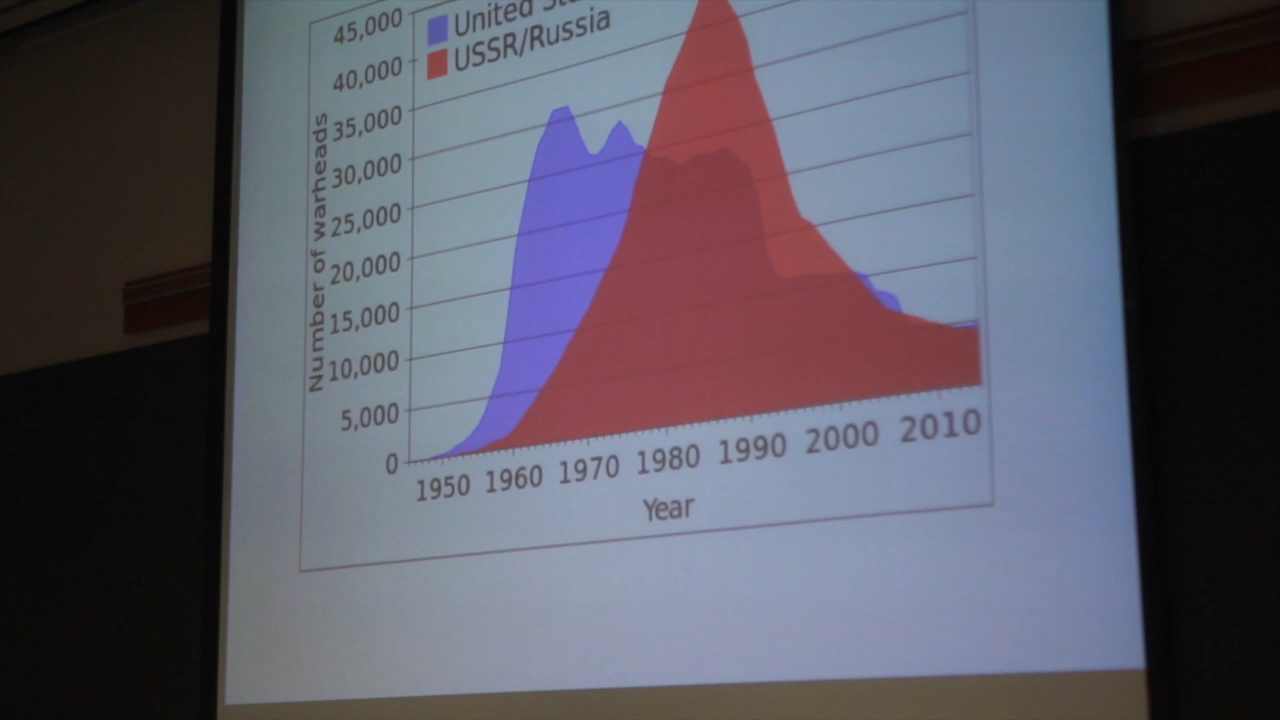 45,000
United
USSR/Russia
40,000
35,000
30,000
25,000
20,000
15,000
10,000
5,000
0
Number of warheads
1950 1960 1970 1980 1990 2000 2010
Year